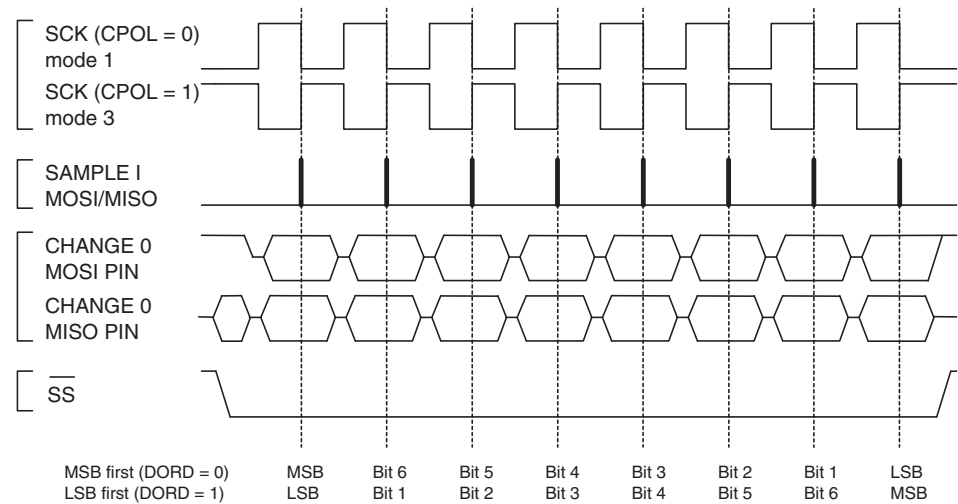 SCK (CPOL = 0)
mode 1
SCK (CPOL = 1)
mode 3
SAMPLE I
MOSI/MISO
CHANGE 0
MOSI PIN
CHANGE 0
MISO PIN
SS
MSB first (DORD = 0) MSB Bit 6 Bit 5 Bit 4 Bit 3 Bit 2 Bit 1 LSB
LSB first (DORD = 1) LSB Bit 1 Bit 2 Bit 3 Bit 4 Bit 5 Bit 6 MSB